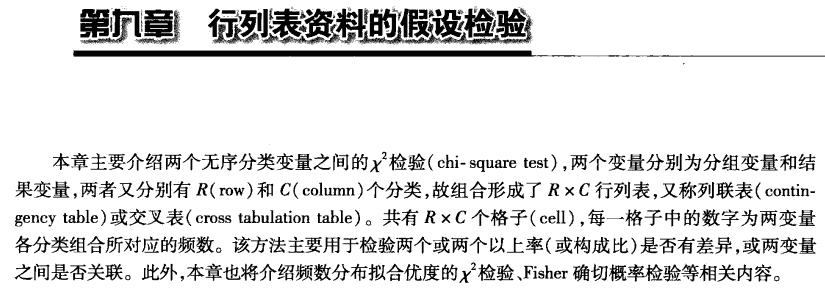 第九章 行列表资料的假设检验
本章主要介绍两个无序分类变量之间的χ²检验(chi-square test),两个变量分别为分组变量和结
果变量,两者又分别有 R(row)和 C(column)个分类,故组合形成了 R×C 行列表,又称列联表(contin-
gency table)或交叉表(cross tabulation table)。共有 R×C 个格子(cell),每一格子中的数字为两变量
各分类组合所对应的频数。该方法主要用于检验两个或两个以上率(或构成比)是否有差异,或两变量
之间是否关联。此外,本章也将介绍频数分布拟合优度的χ²检验、Fisher 确切概率检验等相关内容。